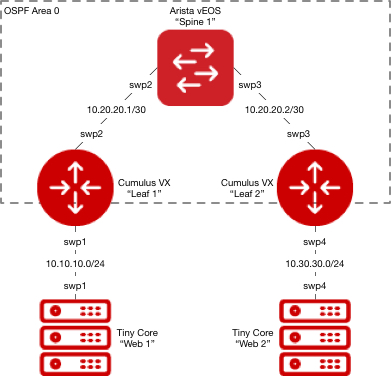 OSPF Area 0
Arista vEOS
“Spine 1”
swp2
swp3
10.20.20.1/30
10.20.20.2/30
swp2
swp3
Cumulus VX
“Leaf 1”
Cumulus VX
“Leaf 2”
swp1
swp4
10.10.10.0/24
10.30.30.0/24
swp1
swp4
Tiny Core
“Web 1”
Tiny Core
“Web 2”